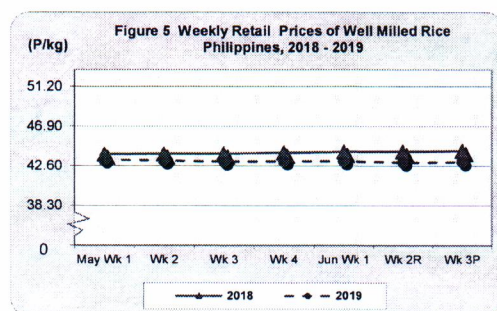 Figure 5 Weekly Retail Prices of Well Milled Rice
(P/kg)
Philippines, 2018 - 2019
51.20
46.90
42.60
38.30
0
May Wk 1 Wk 2 Wk 3 Wk 4 Jun Wk 1 Wk 2R Wk 3P
2018 2019